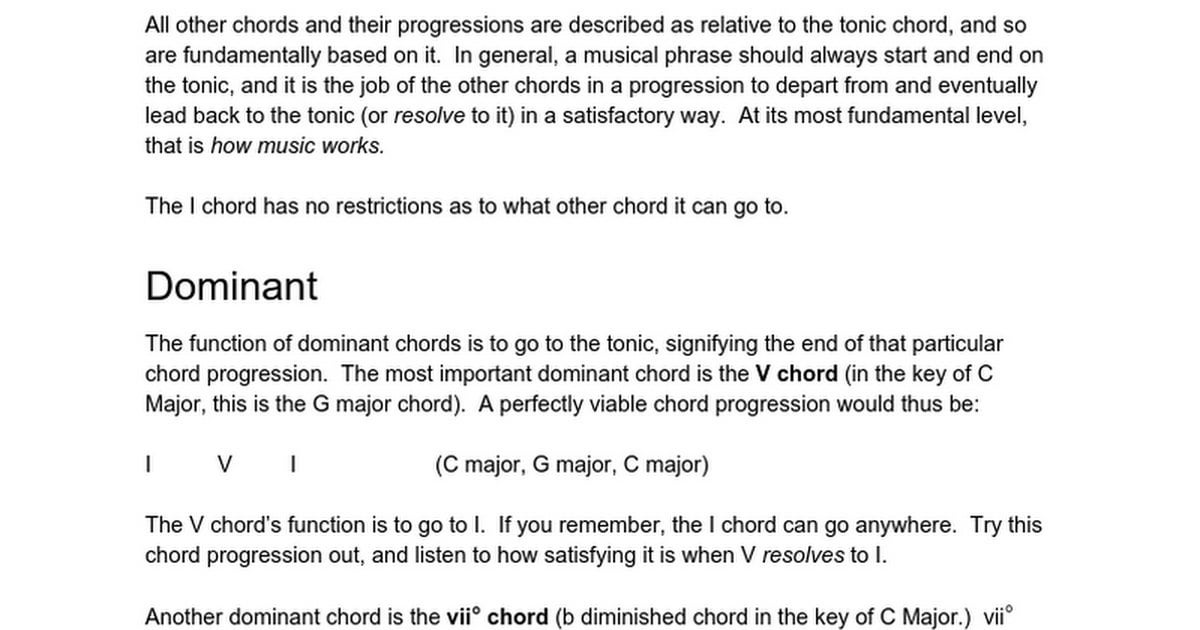 All other chords and their progressions are described as relative to the tonic chord, and so
are fundamentally based on it.  In general, a musical phrase should always start and end on
the tonic, and it is the job of the other chords in a progression to depart from and eventually
lead back to the tonic (or resolve to it) in a satisfactory way.  At its most fundamental level,
that is how music works.
The I chord has no restrictions as to what other chord it can go to.
Dominant
The function of dominant chords is to go to the tonic, signifying the end of that particular
chord progression.  The most important dominant chord is the V chord (in the key of C
Major, this is the G major chord).  A perfectly viable chord progression would thus be:
I V I (C major, G major, C major)
The V chord's function is to go to I.  If you remember, the I chord can go anywhere.  Try this
chord progression out, and listen to how satisfying it is when V resolves to I.
Another dominant chord is the vii° chord (b diminished chord in the key of C Major.)  vii°